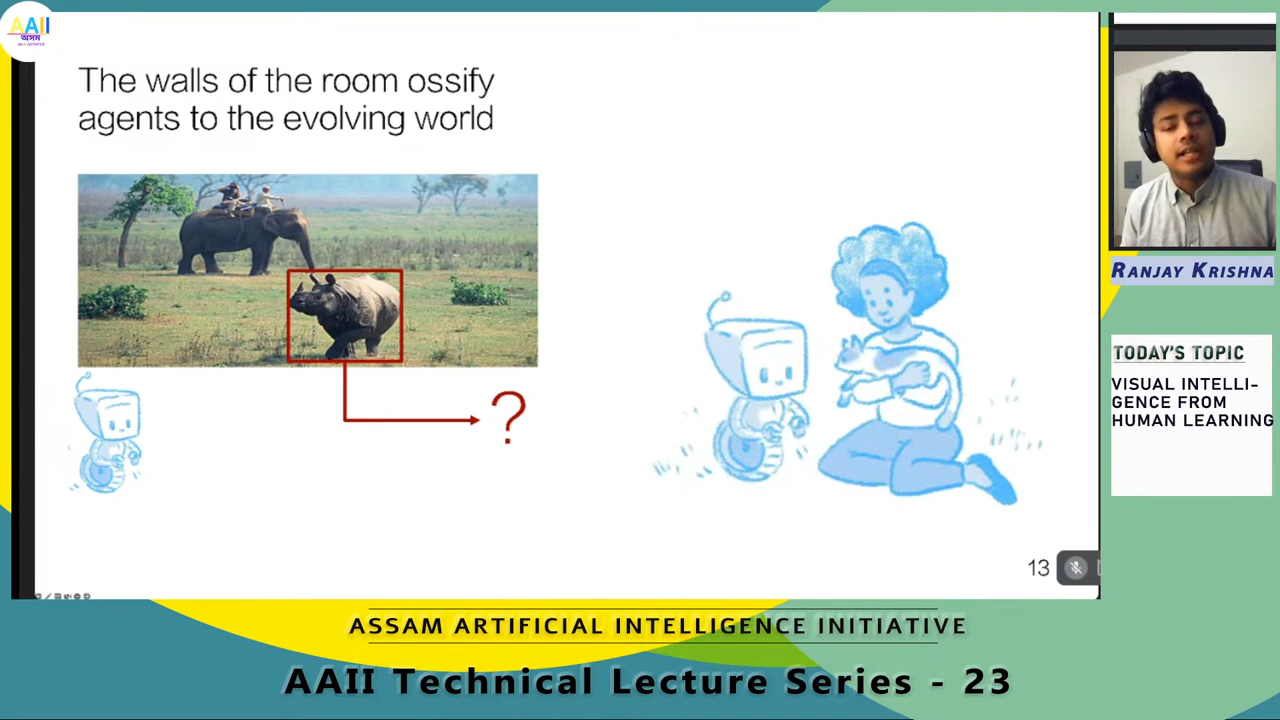 AAII
অসম
The walls of the room ossify
agents to the evolving world
?
13
RANJAY KRISHNA
TODAY'S TOPIC
VISUAL INTELLI-
GENCE FROM
HUMAN LEARNING
ASSAM ARTIFICIAL INTELLIGENCE INITIATIVE
AAII Technical Lecture Series - 23